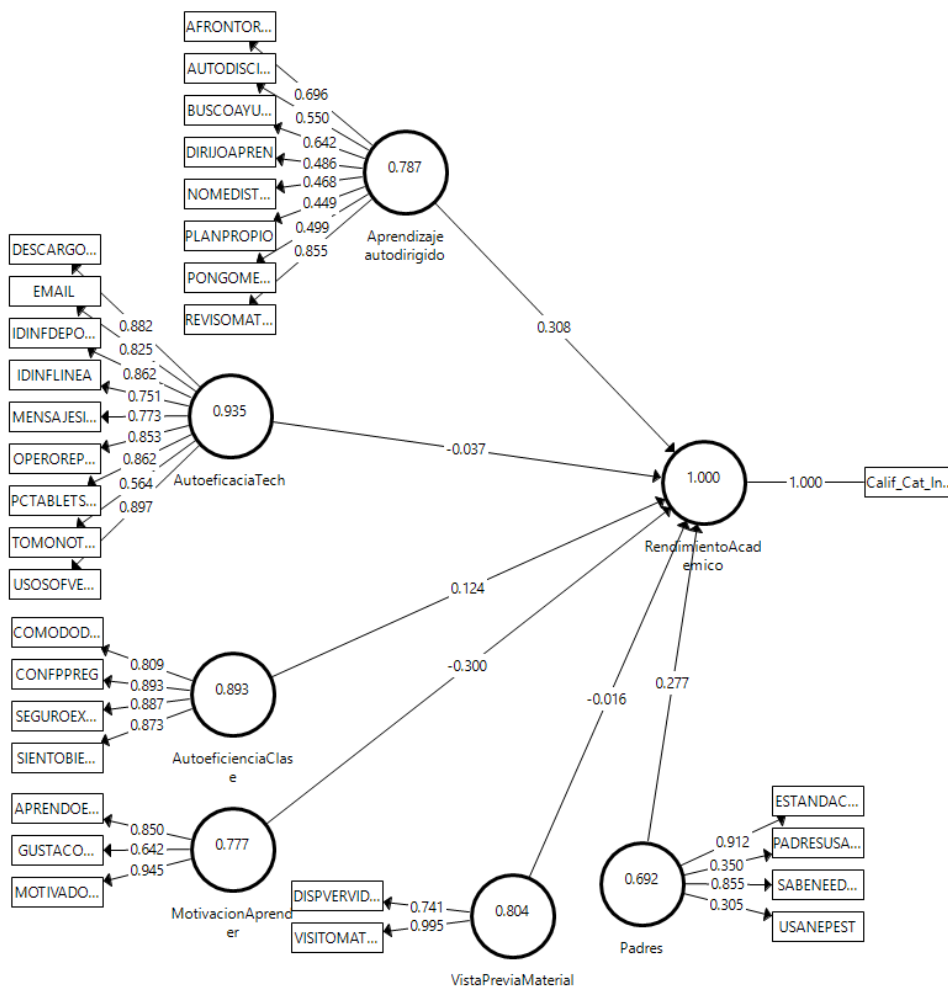 AFRONTOR...
AUTODISCI...
BUSCOAYU...
DIRIJOAPREN
NOMEDIST...
PLANPROPIO
PONGOME...
REVISOMAT...
0.696
0.550
0.642
0.486
0.468
0.449
0.499
0.855
0.787
Aprendizaje
autodirigido
0.308
DESCARGO...
EMAIL
IDINFDEPO...
IDINFLINEA
MENSAJESI...
OPEROREP...
PCTABLETS...
TOMONOT...
USOSOFVE...
0.882
0.825
0.862
0.751
0.773
0.853
0.862
0.564
0.897
0.935
AutoeficaciaTech
-0.037
1.000
RendimientoAcad
emico
1.000
Calif_Cat_In...
COMODOD...
CONFPPREG
SEGUROEX...
SIENTOBIE...
0.809
0.893
0.887
0.873
0.893
AutoeficienciaClas
e
0.124
APRENDOE...
GUSTACO...
MOTIVADO...
0.850
0.642
0.945
0.777
MotivacionAprend
er
-0.300
DISPVERVID...
VISITOMAT...
0.741
0.995
0.804
VistaPreviaMaterial
-0.016
0.692
Padres
0.277
0.912
0.350
0.855
0.305
ESTANDAC...
PADRESUSA...
SABENEED...
USANEPEST